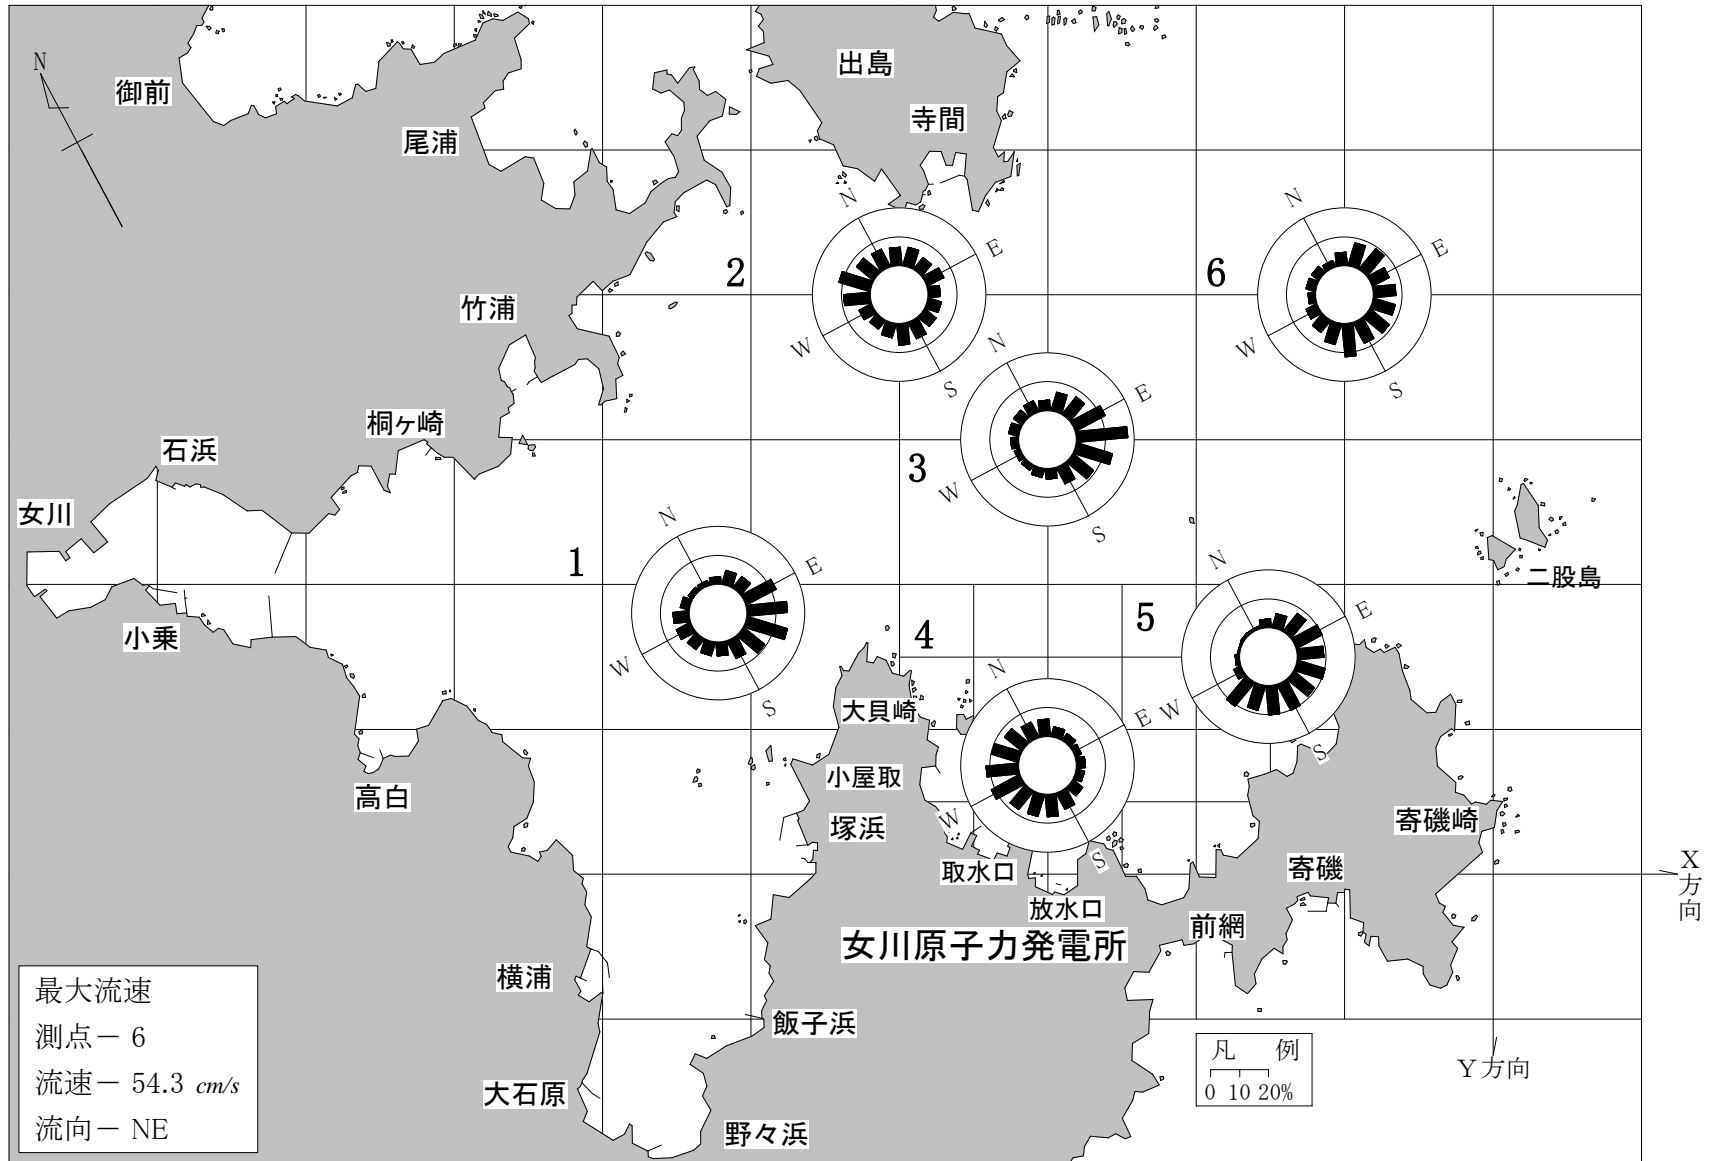 N
御前
尾浦
出島
寺間
竹浦
桐ヶ崎
石浜
女川
小乗
高白
横浦
大石原
野々浜
飯子浜
塚浜
小屋取
大貝崎
取水口
放水口
女川原子力発電所
前網
寄磯
寄磯崎
二股島
1
N
E
S
W
2
N
E
S
W
3
N
E
S
W
4
N
E
S
W
5
N
E
S
W
6
N
E
S
W
X方向
Y方向
最大流速
測点－ 6
流速－ 54.3 cm/s
流向－ NE
凡 例
0 10 20%